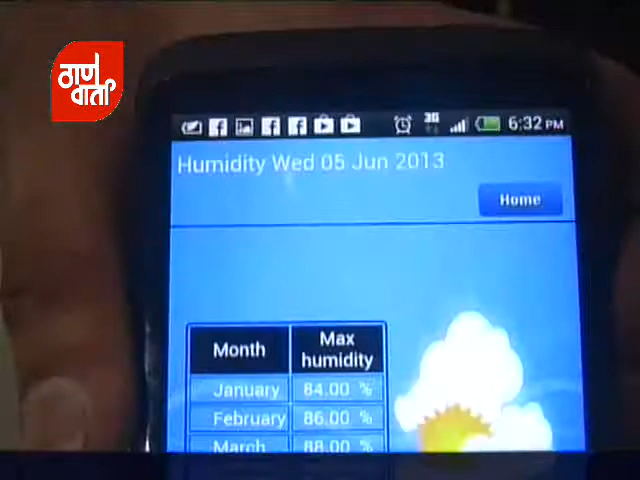 ठाणे
वार्ता
3G
6:32 PM
Humidity Wed 05 Jun 2013
Home
Month Max humidity
January 84.00 %
February 86.00 %
March 88.00 %